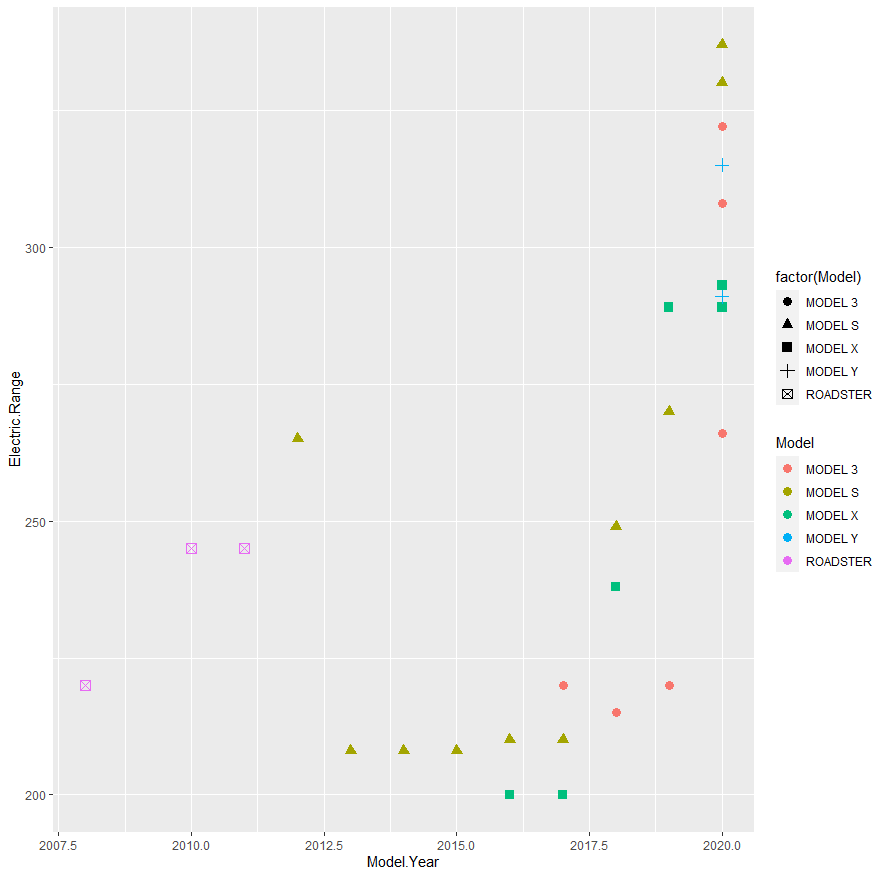 300
250
200
Electric.Range
2007.5
2010.0
2012.5
2015.0
2017.5
2020.0
Model.Year
factor(Model)
MODEL 3
MODEL S
MODEL X
MODEL Y
ROADSTER
Model
MODEL 3
MODEL S
MODEL X
MODEL Y
ROADSTER